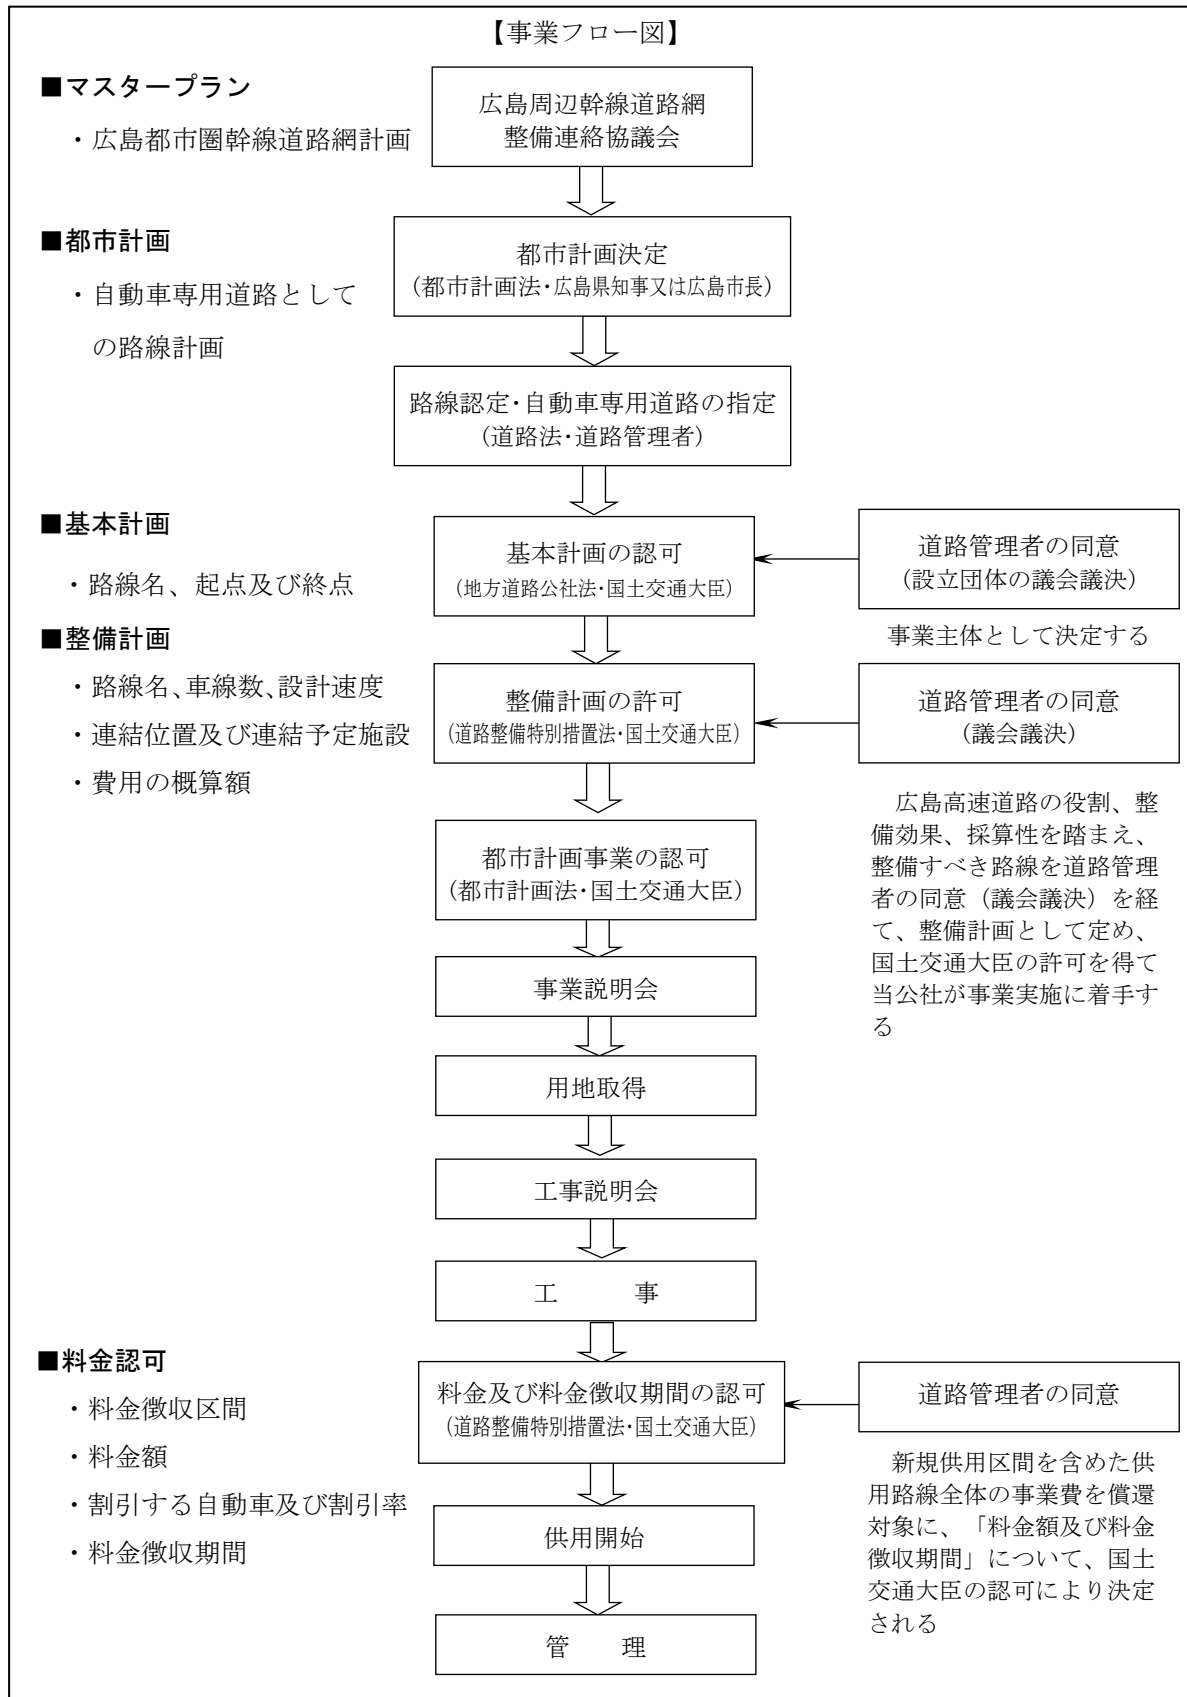 【事業フロー図】
■マスタープラン
・広島都市圏幹線道路網計画
広島周辺幹線道路網
整備連絡協議会
■都市計画
・自動車専用道路として
の路線計画
都市計画決定
（都市計画法・広島県知事又は広島市長）
路線認定・自動車専用道路の指定
（道路法・道路管理者）
■基本計画
・路線名、起点及び終点
基本計画の認可
（地方道路公社法・国土交通大臣）
道路管理者の同意
（設立団体の議会議決）
事業主体として決定する
■整備計画
・路線名、車線数、設計速度
・連結位置及び連結予定施設
・費用の概算額
整備計画の許可
（道路整備特別措置法・国土交通大臣）
道路管理者の同意
（議会議決）
広島高速道路の役割、整
備効果、採算性を踏まえ、
整備すべき路線を道路管理
者の同意（議会議決）を経
て、整備計画として定め、
国土交通大臣の許可を得て
当公社が事業実施に着手す
る
都市計画事業の認可
（都市計画法・国土交通大臣）
事業説明会
用地取得
工事説明会
工　　　事
■料金認可
・料金徴収区間
・料金額
・割引する自動車及び割引率
・料金徴収期間
料金及び料金徴収期間の認可
（道路整備特別措置法・国土交通大臣）
道路管理者の同意
新規供用区間を含めた供
用路線全体の事業費を償還
対象に、「料金額及び料金
徴収期間」について、国土
交通大臣の認可により決定
される
供用開始
管　　理